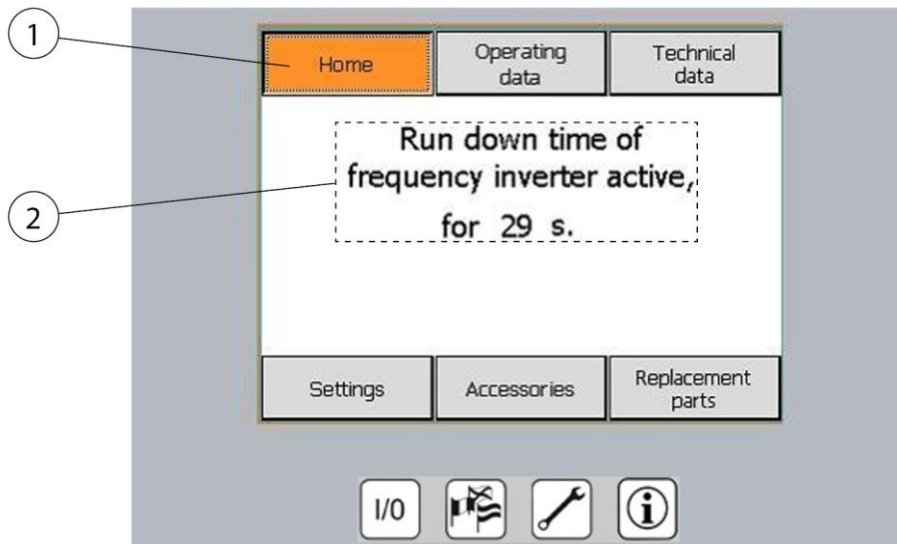 1
Home
Operating
data
Technical
data
Run down time of
frequency inverter active,
for 29 s.
2
Settings
Accessories
Replacement
parts
I/0
i